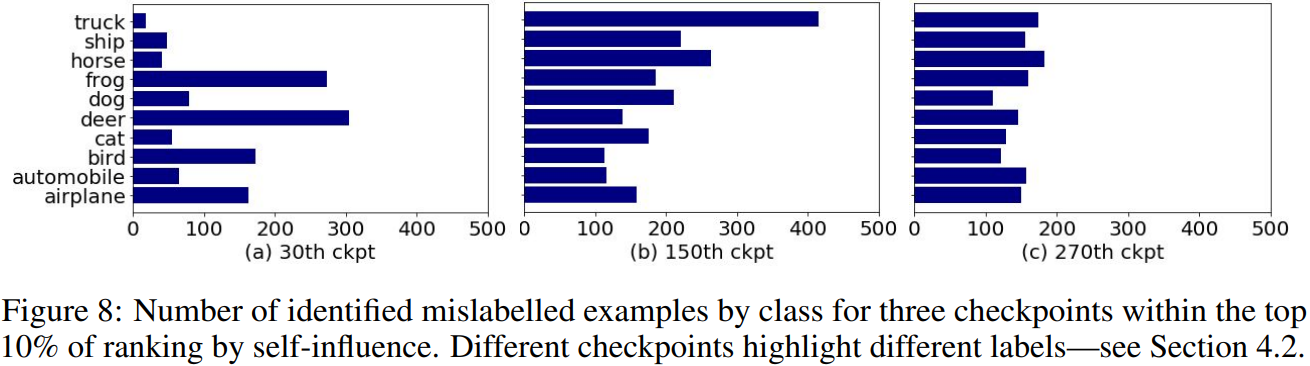 truck
ship
horse
frog
dog
deer
cat
bird
automobile
airplane
0 100 200 300 400 500
(a) 30th ckpt
0 100 200 300 400 500
(b) 150th ckpt
0 100 200 300 400 500
(c) 270th ckpt
Figure 8: Number of identified mislabelled examples by class for three checkpoints within the top
10% of ranking by self-influence. Different checkpoints highlight different labels—see Section 4.2.